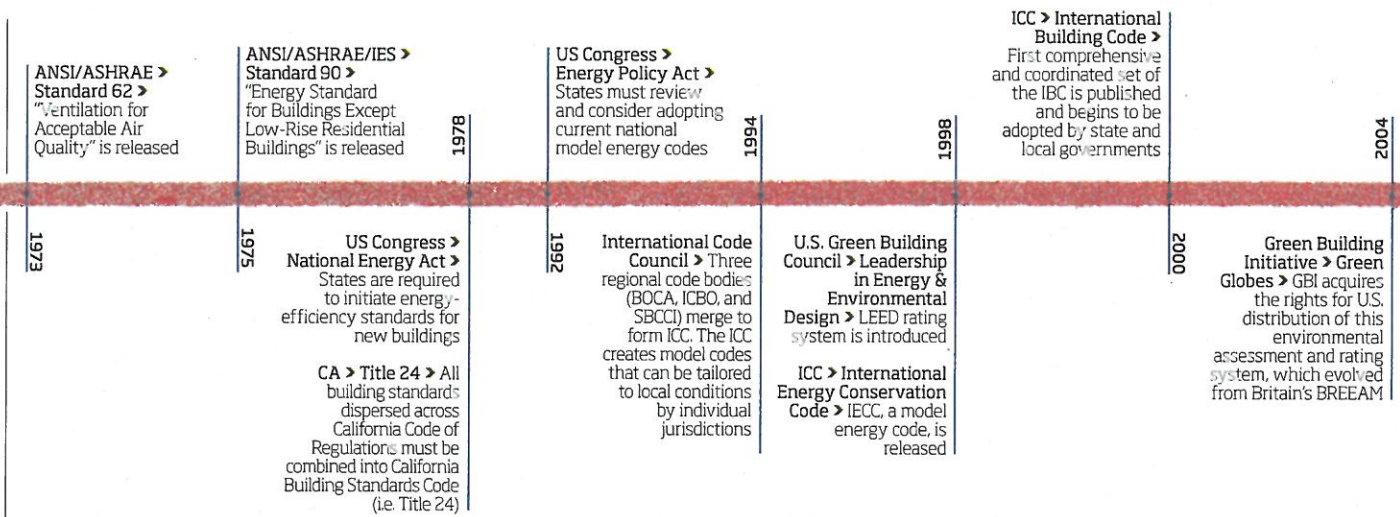 ANSI/ASHRAE >
Standard 62 >
"Ventilation for
Acceptable Air
Quality" is released
1973
ANSI/ASHRAE/IES >
Standard 90 >
"Energy Standard
for Buildings Except
Low-Rise Residential
Buildings" is released
1975
1978
US Congress >
National Energy Act >
States are required
to initiate energy-
efficiency standards for
new buildings
CA > Title 24 > All
building standards
dispersed across
California Code of
Regulations must be
combined into California
Building Standards Code
(i.e. Title 24)
US Congress >
Energy Policy Act >
States must review
and consider adopting
current national
model energy codes
1992
1994
International Code
Council > Three
regional code bodies
(BOCA, ICBO, and
SBCCI) merge to
form ICC. The ICC
creates model codes
that can be tailored
to local conditions
by individual
jurisdictions
1998
U.S. Green Building
Council > Leadership
in Energy &
Environmental
Design > LEED rating
system is introduced
ICC > International
Energy Conservation
Code > IECC, a model
energy code, is
released
ICC > International
Building Code >
First comprehensive
and coordinated set of
the IBC is published
and begins to be
adopted by state and
local governments
2000
2004
Green Building
Initiative > Green
Globes > GBI acquires
the rights for U.S.
distribution of this
environmental
assessment and rating
system, which evolved
from Britain's BREEAM